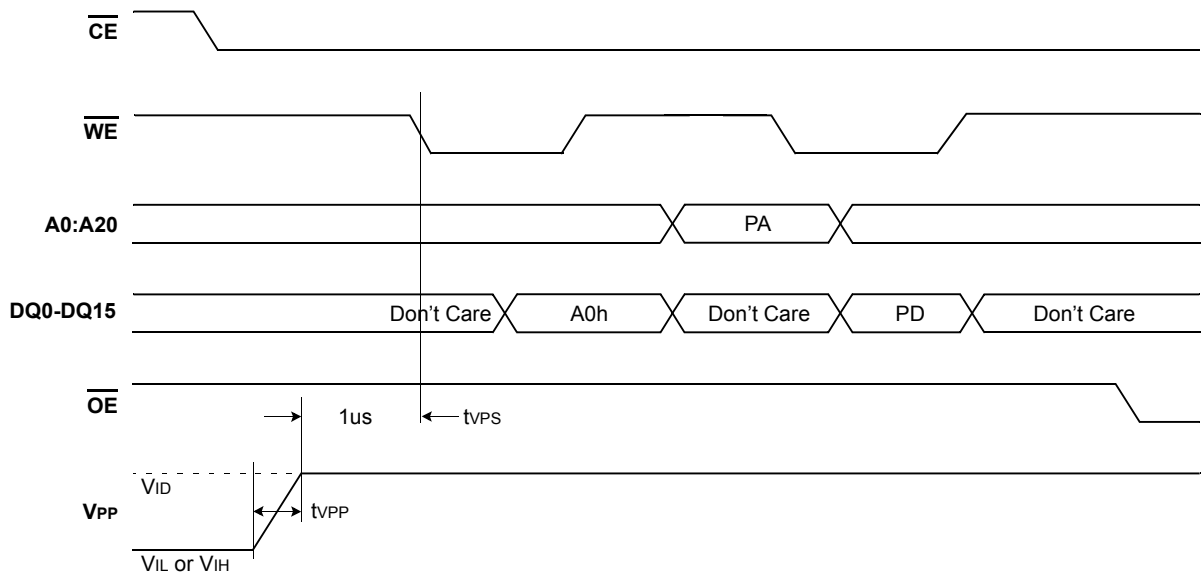 CE
WE
A0:A20
PA
DQ0-DQ15
Don't Care
A0h
Don't Care
PD
Don't Care
OE
1us
tVPS
VID
VPP
tVPP
VIL or VIH